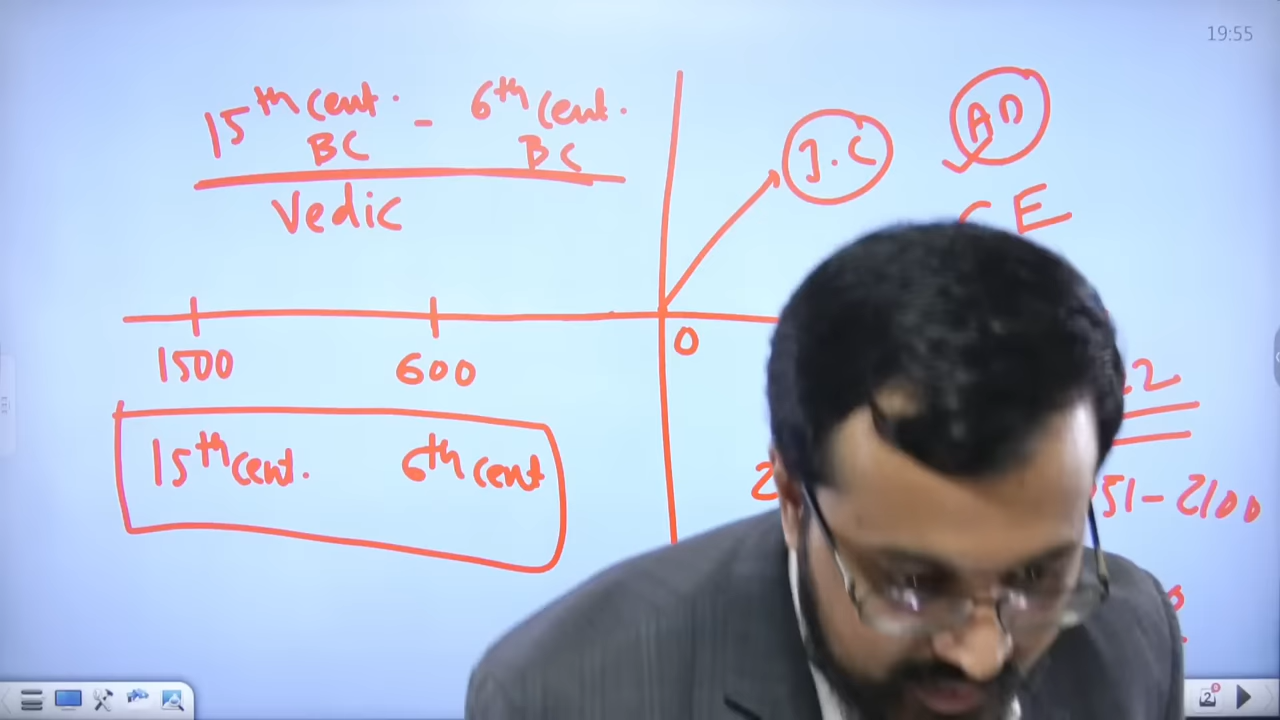 19:55
15th cent. - 6th cent.
BC BC
Vedic
J.C
AD
CE
1500 600 0
15th cent. 6th cent
51-2100